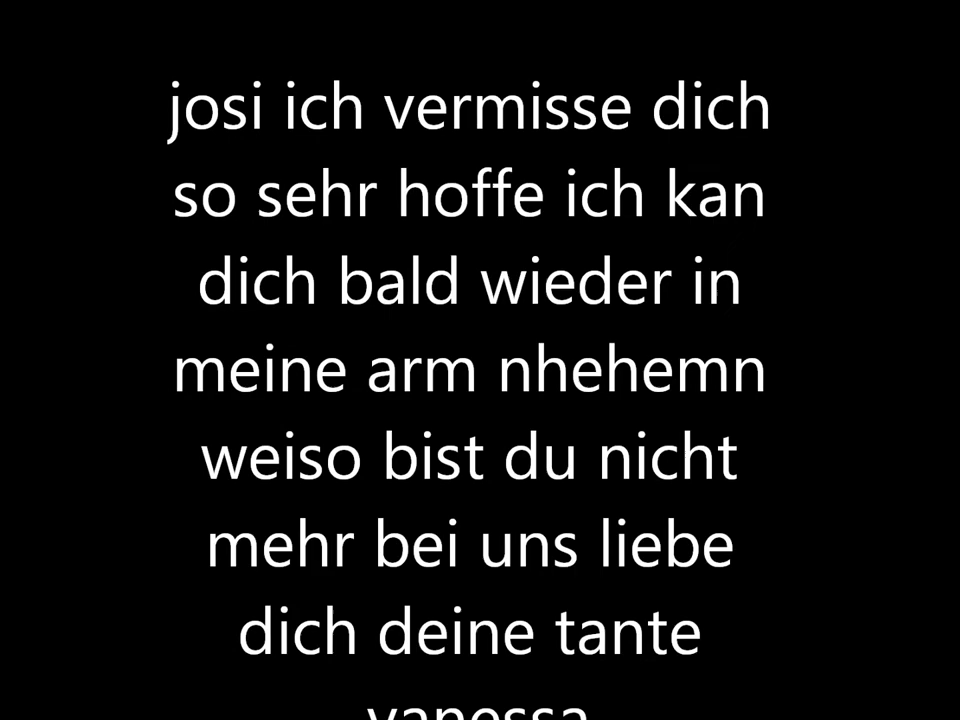 josi ich vermisse dich
so sehr hoffe ich kan
dich bald wieder in
meine arm nhehemn
weiso bist du nicht
mehr bei uns liebe
dich deine tante
vanessa